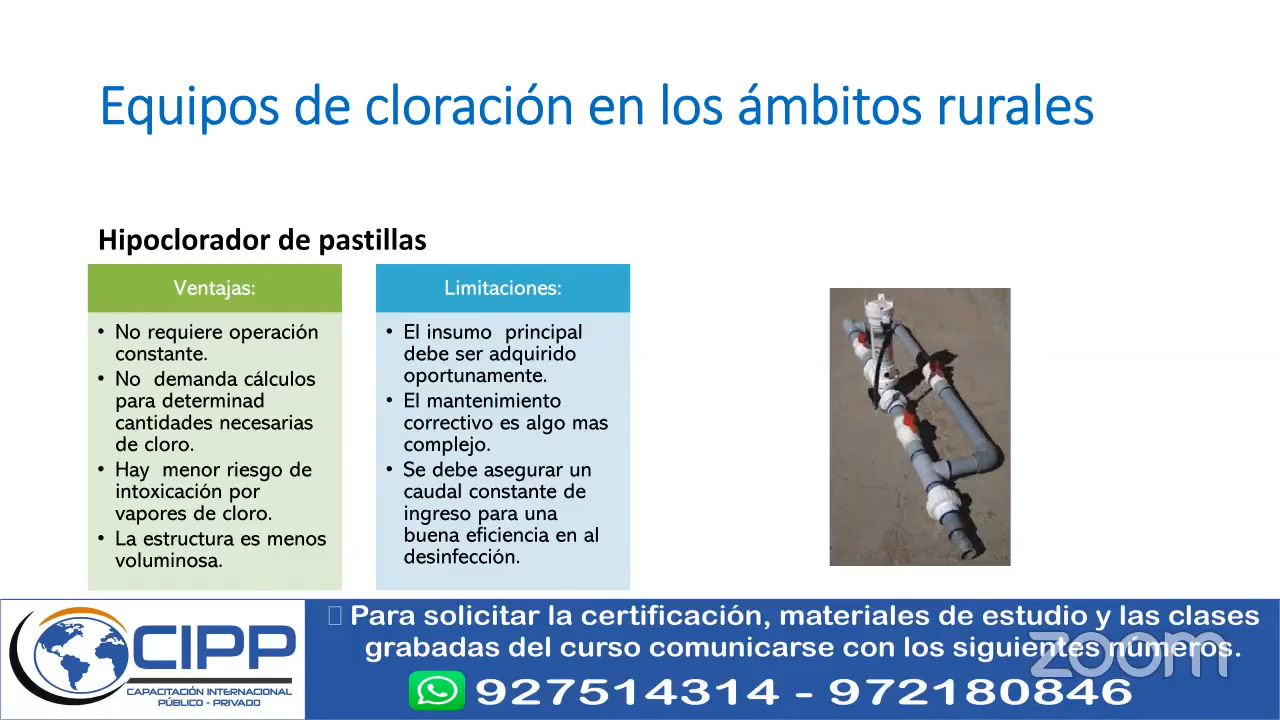 Equipos de cloración en los ámbitos rurales
Hipoclorador de pastillas
Ventajas:
• No requiere operación
constante.
• No demanda cálculos
para determinad
cantidades necesarias
de cloro.
• Hay menor riesgo de
intoxicación por
vapores de cloro.
• La estructura es menos
voluminosa.
Limitaciones:
• El insumo principal
debe ser adquirido
oportunamente.
• El mantenimiento
correctivo es algo mas
complejo.
• Se debe asegurar un
caudal constante de
ingreso para una
buena eficiencia en al
desinfección.
CIPP
CAPACITACIÓN INTERNACIONAL
PÚBLICO - PRIVADO
Para solicitar la certificación, materiales de estudio y las clases
grabadas del curso comunicarse con los siguientes números.
927514314 - 972180846
zoom